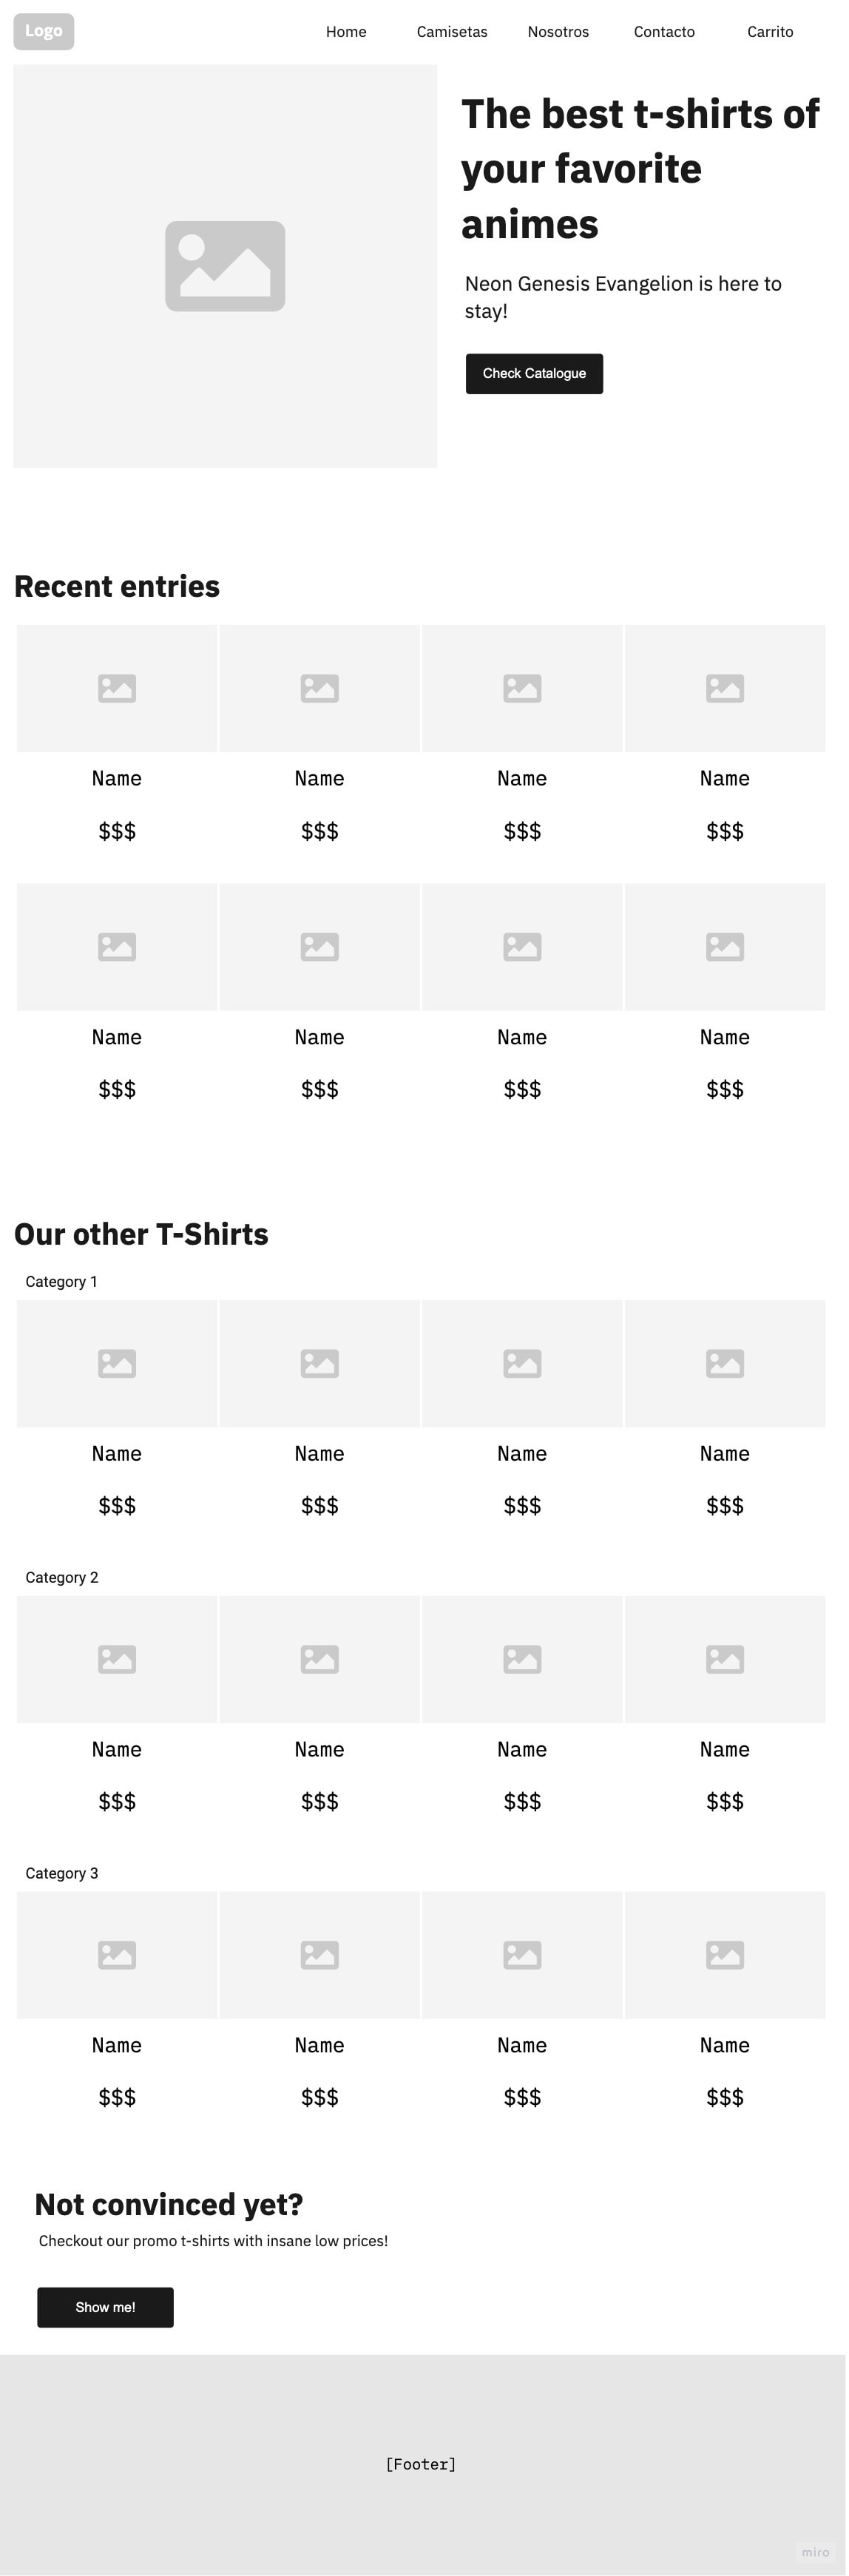 Logo
Home Camisetas Nosotros Contacto Carrito
The best t-shirts of
your favorite
animes
Neon Genesis Evangelion is here to
stay!
Check Catalogue
Recent entries
Name Name Name Name
$$$ $$$ $$$ $$$
Name Name Name Name
$$$ $$$ $$$ $$$
Our other T-Shirts
Category 1
Name Name Name Name
$$$ $$$ $$$ $$$
Category 2
Name Name Name Name
$$$ $$$ $$$ $$$
Category 3
Name Name Name Name
$$$ $$$ $$$ $$$
Not convinced yet?
Checkout our promo t-shirts with insane low prices!
Show me!
[Footer]
miro